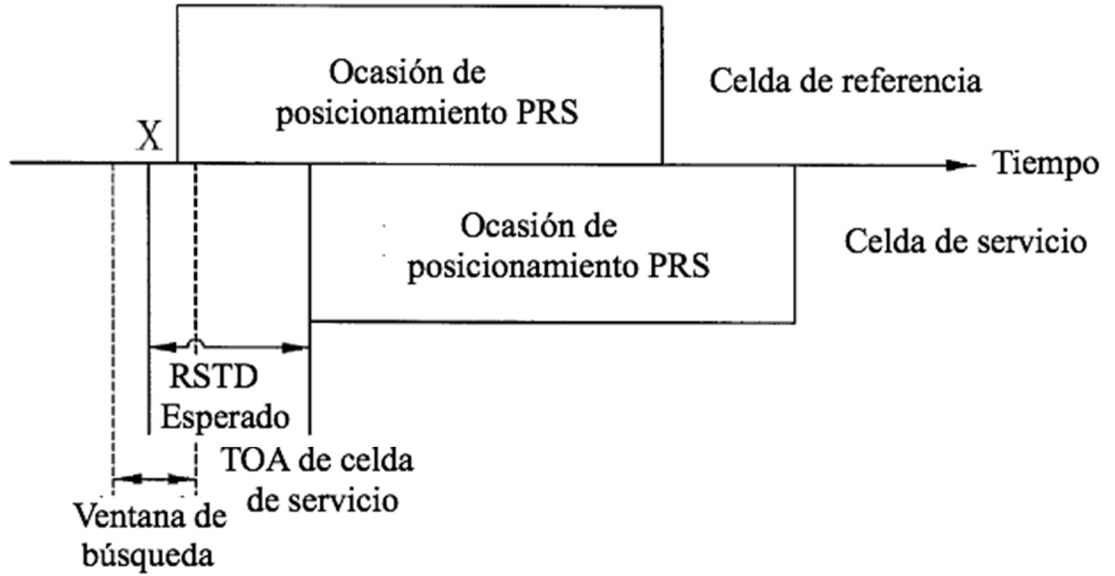 Ocasión de
posicionamiento PRS
Celda de referencia
X
Tiempo
Ocasión de
posicionamiento PRS
Celda de servicio
RSTD
Esperado
TOA de celda
de servicio
Ventana de
búsqueda